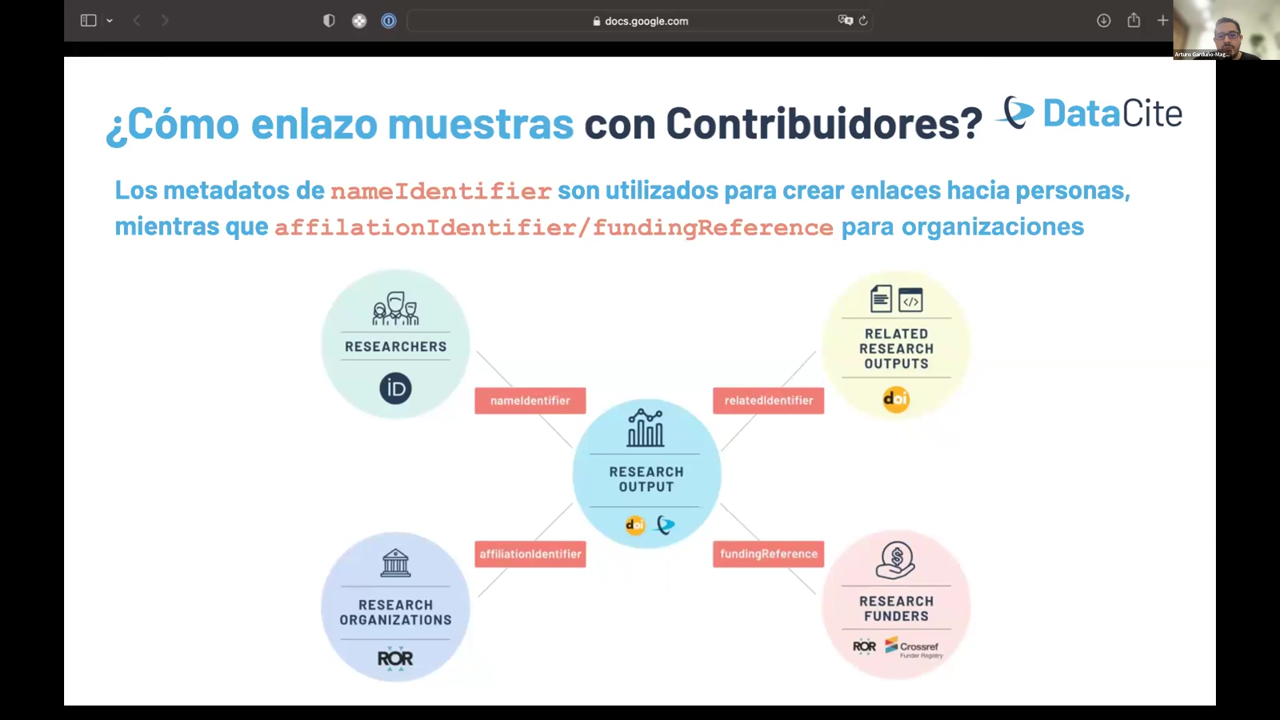 docs.google.com
¿Cómo enlazo muestras con Contribuidores?
DataCite
Los metadatos de nameIdentifier son utilizados para crear enlaces hacia personas,
mientras que affilationIdentifier/fundingReference para organizaciones
RESEARCHERS
iD
nameIdentifier
relatedIdentifier
RELATED
RESEARCH
OUTPUTS
doi
RESEARCH
OUTPUT
doi
affiliationIdentifier
fundingReference
RESEARCH
ORGANIZATIONS
ROR
RESEARCH
FUNDERS
ROR
Crossref
Funder Registry